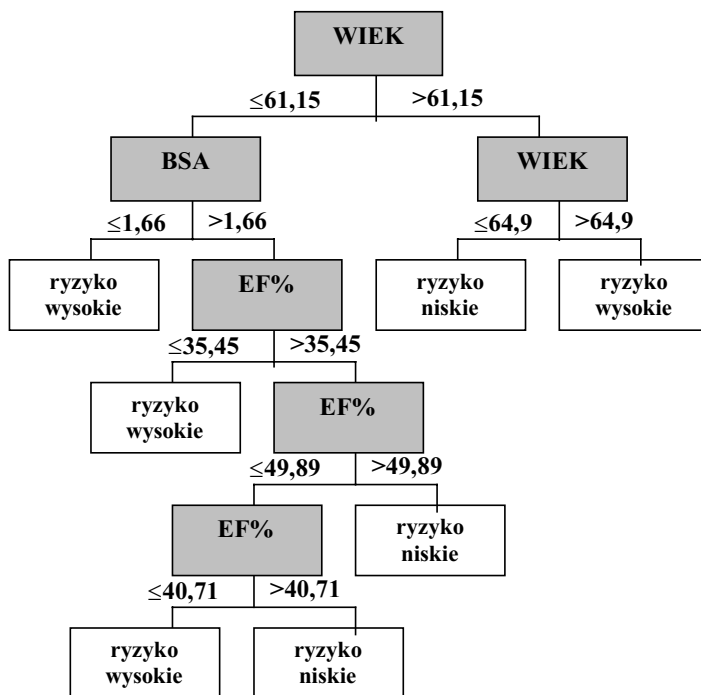 WIEK
≤61,15 >61,15
BSA WIEK
≤1,66 >1,66 ≤64,9 >64,9
ryzyko
wysokie
EF%
ryzyko
niskie
ryzyko
wysokie
≤35,45 >35,45
ryzyko
wysokie
EF%
≤49,89 >49,89
EF%
ryzyko
niskie
≤40,71 >40,71
ryzyko
wysokie
ryzyko
niskie